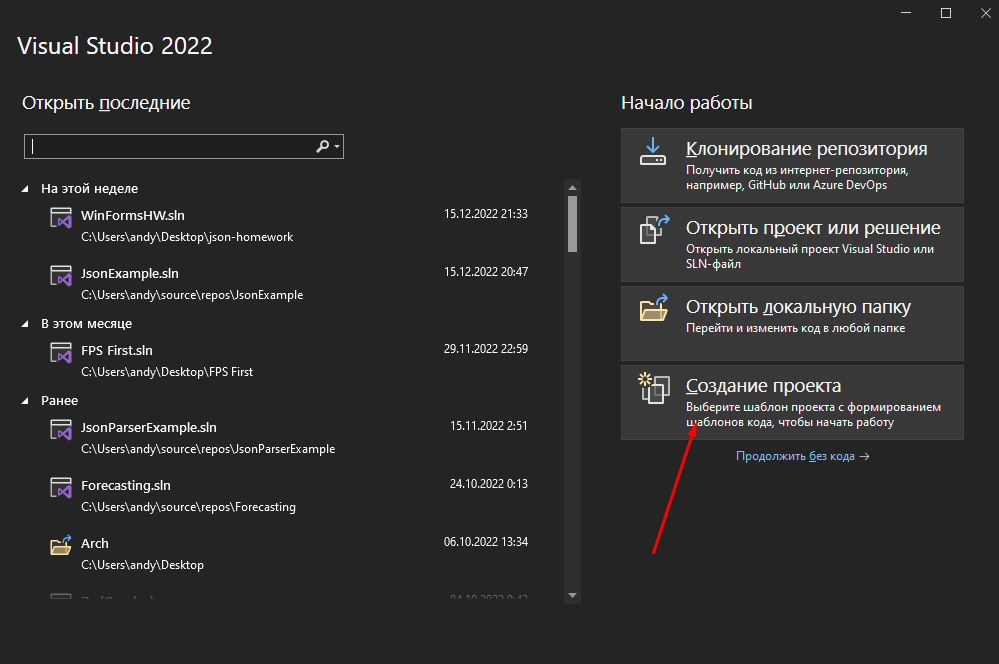 Visual Studio 2022
Открыть последние
На этой неделе
WinFormsHW.sln
15.12.2022 21:33
C:\Users\andy\Desktop\json-homework
JsonExample.sln
15.12.2022 20:47
C:\Users\andy\source\repos\JsonExample
В этом месяце
FPS First.sln
29.11.2022 22:59
C:\Users\andy\Desktop\FPS First
Ранее
JsonParserExample.sln
15.11.2022 2:51
C:\Users\andy\source\repos\JsonParserExample
Forecasting.sln
24.10.2022 0:13
C:\Users\andy\source\repos\Forecasting
Arch
06.10.2022 13:34
C:\Users\andy\Desktop
Начало работы
Клонирование репозитория
Получить код из интернет-репозитория,
например, GitHub или Azure DevOps
Открыть проект или решение
Открыть локальный проект Visual Studio или
SLN-файл
Открыть локальную папку
Перейти и изменить код в любой папке
Создание проекта
Выберите шаблон проекта с формированием
шаблонов кода, чтобы начать работу
Продолжить без кода →